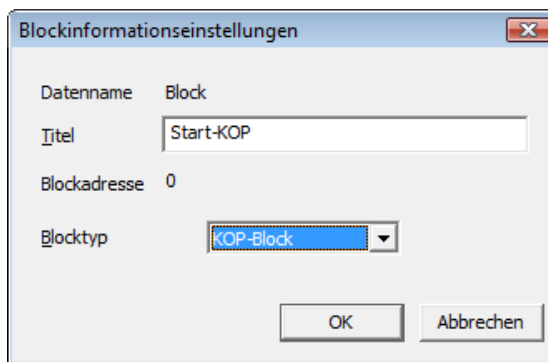 Blockinformationseinstellungen
Datenname Block
Titel Start-KOP
Blockadresse 0
Blocktyp KOP-Block
OK Abbrechen